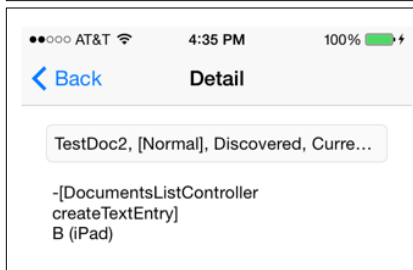 ●●○○○ AT&T 4:35 PM 100%
Back Detail
TestDoc2, [Normal], Discovered, Curre...
-[DocumentsListController
createTextEntry]
B (iPad)